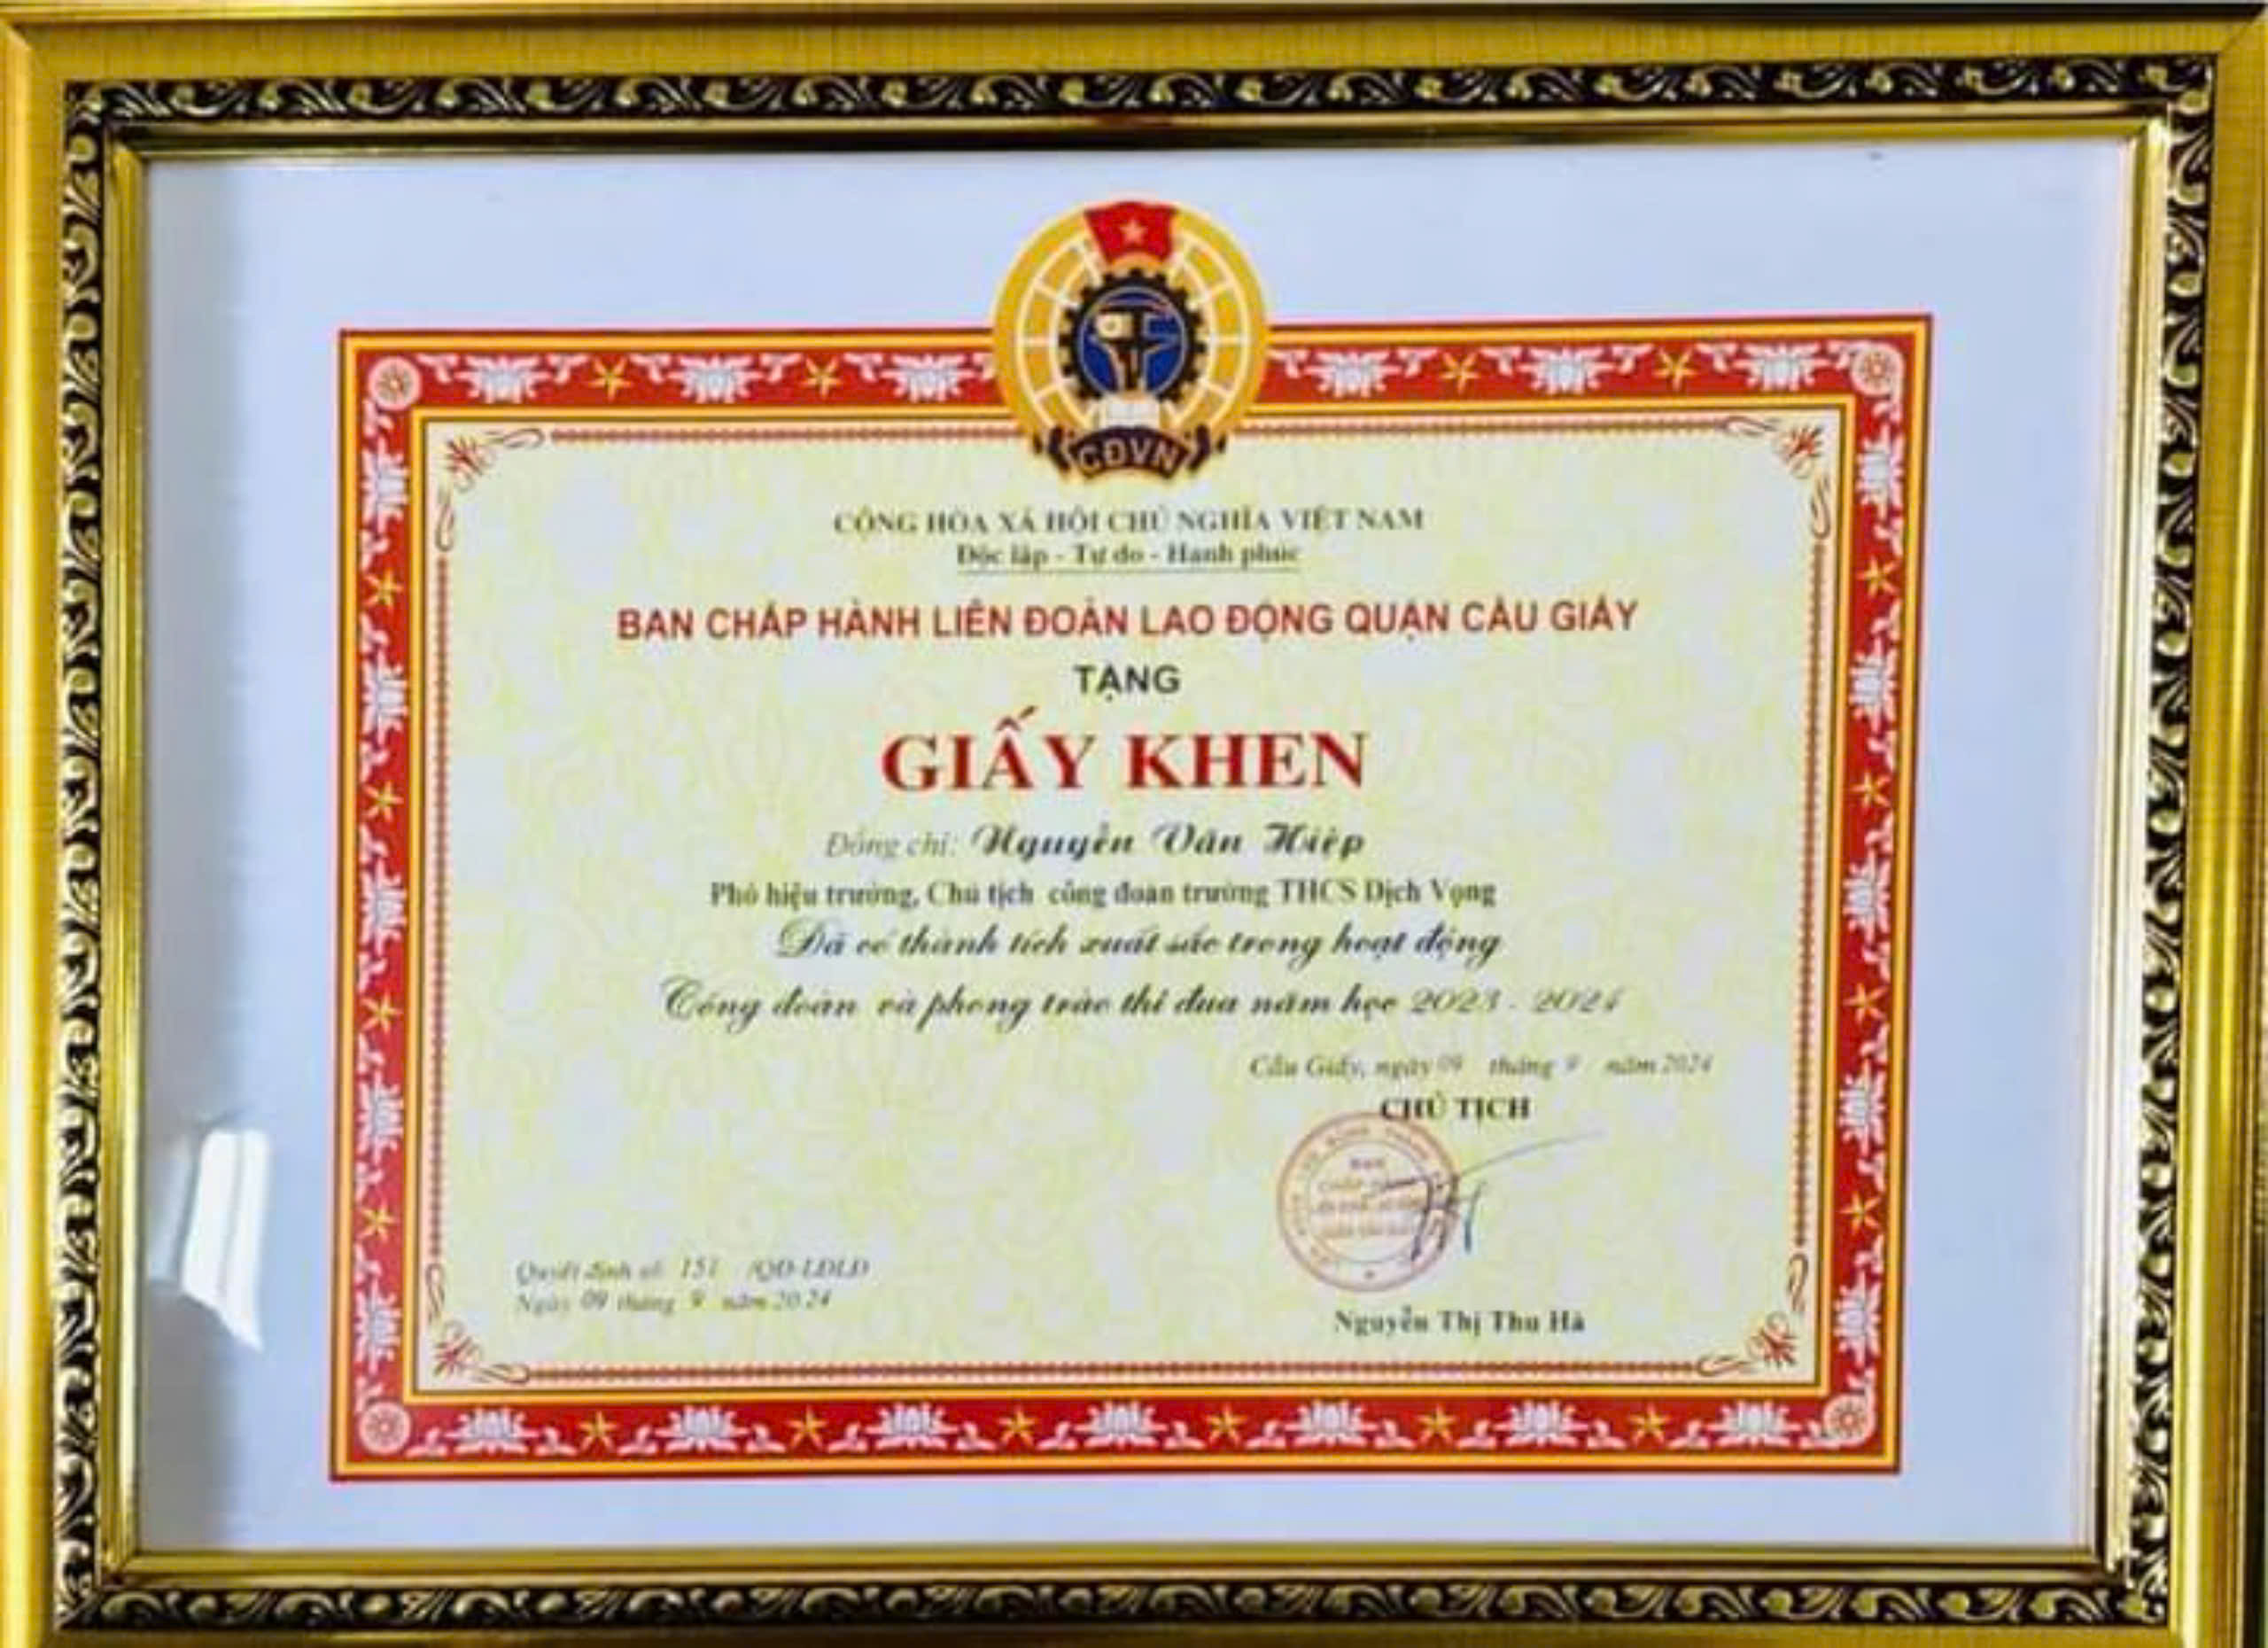 CĐVN
CỘNG HÒA XÃ HỘI CHỦ NGHĨA VIỆT NAM
Độc lập - Tự do - Hạnh phúc
BAN CHẤP HÀNH LIÊN ĐOÀN LAO ĐỘNG QUẬN CẦU GIẤY
TẶNG
GIẤY KHEN
Đồng chí: Nguyễn Văn Hiệp
Phó hiệu trưởng, Chủ tịch công đoàn trường THCS Dịch Vọng
Đã có thành tích xuất sắc trong hoạt động
Công đoàn và phong trào thi đua năm học 2023 - 2024
Cầu Giấy, ngày 09 tháng 9 năm 2024
CHỦ TỊCH
BAN
Quyết định số: 151 /QĐ-LĐLĐ
Ngày 09 tháng 9 năm 2024
Nguyễn Thị Thu Hà